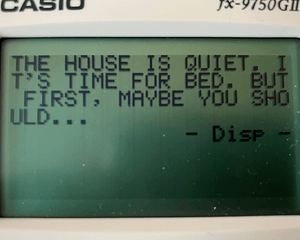 CASIO fx-9750GII
THE HOUSE IS QUIET. I
T'S TIME FOR BED. BUT
FIRST, MAYBE YOU SHO
ULD...
- Disp -